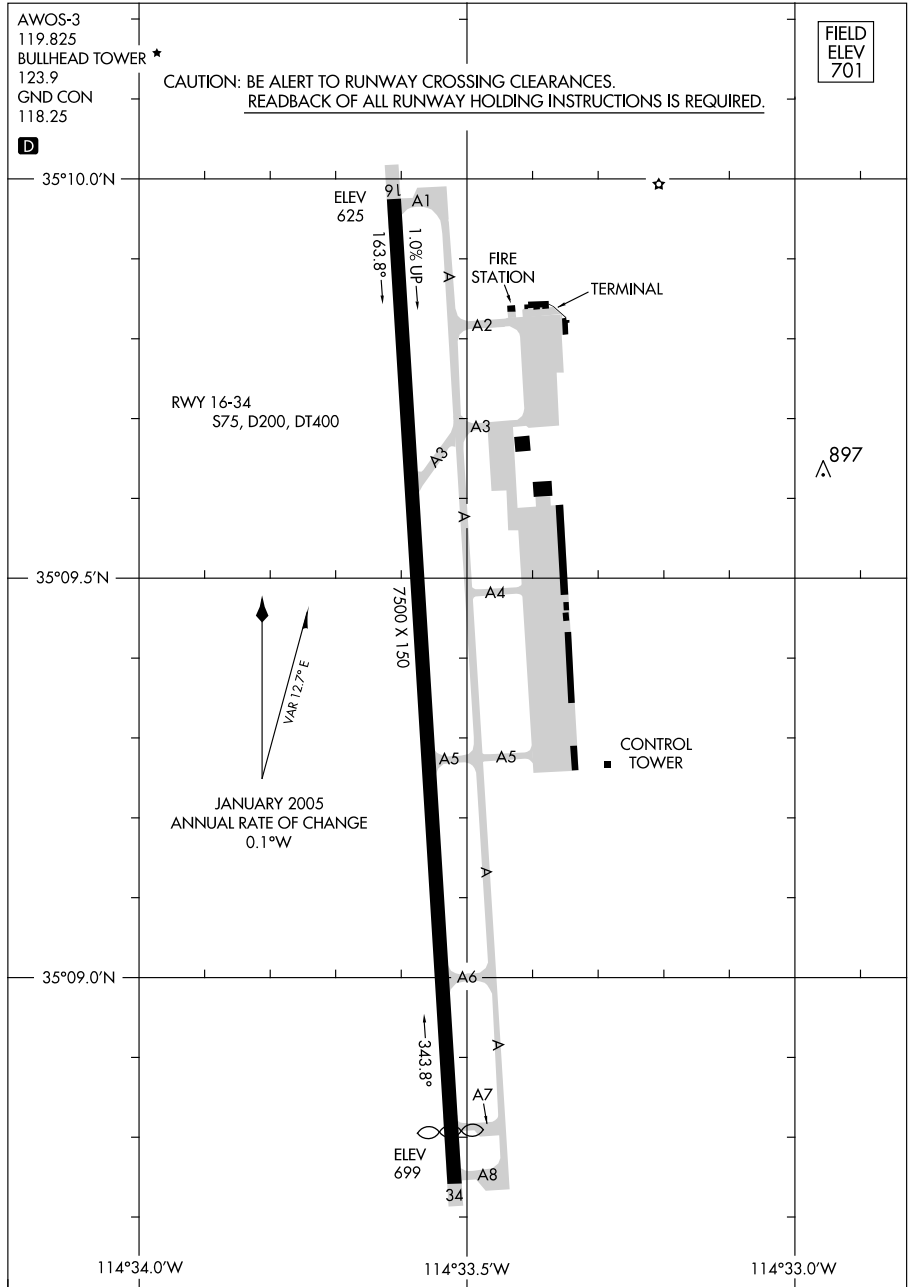 AWOS-3
119.825
BULLHEAD TOWER
123.9
GND CON
118.25
D
CAUTION: BE ALERT TO RUNWAY CROSSING CLEARANCES.
READBACK OF ALL RUNWAY HOLDING INSTRUCTIONS IS REQUIRED.
FIELD
ELEV
701
35°10.0'N
ELEV
625
16
A1
163.8°
1.0% UP
A
FIRE
STATION
TERMINAL
A2
RWY 16-34
S75, D200, DT400
A3
A3
897
A
35°09.5'N
7500 X 150
A4
VAR 12.7° E
A5
A5
CONTROL
TOWER
JANUARY 2005
ANNUAL RATE OF CHANGE
0.1°W
A
35°09.0'N
A6
343.8°
A
A7
ELEV
699
A8
34
114°34.0'W
114°33.5'W
114°33.0'W